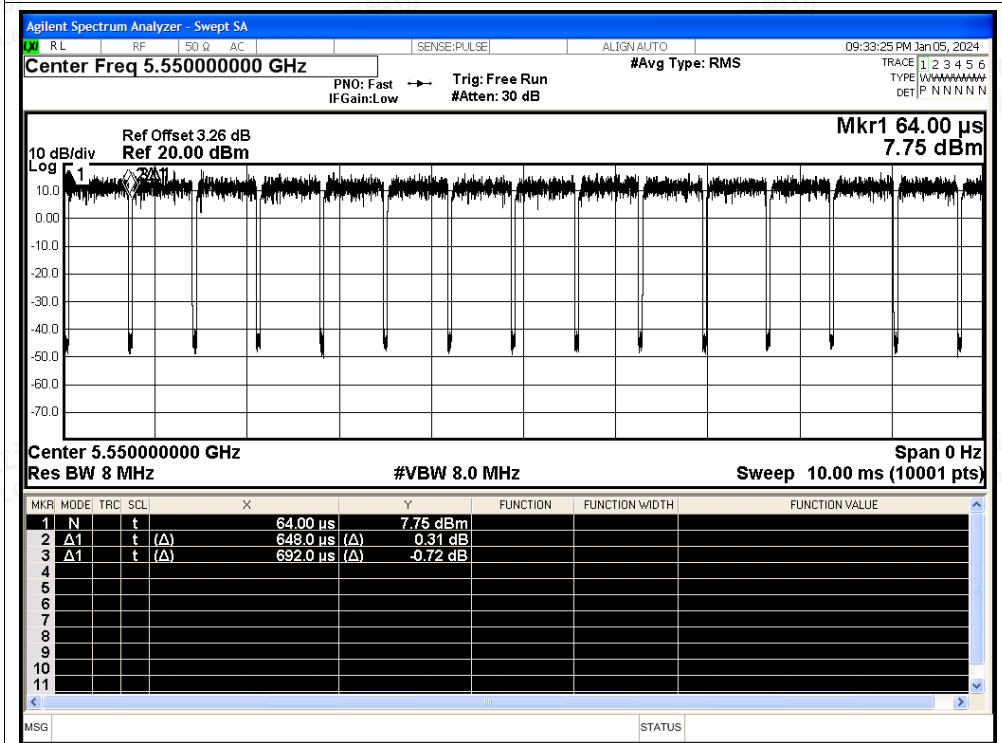 Agilent Spectrum Analyzer - Swept SA
LXI RL RF 50 Ω AC SENSE:PULSE ALIGN AUTO 09:33:25 PM Jan 05, 2024
Center Freq 5.550000000 GHz #Avg Type: RMS TRACE 1 2 3 4 5 6
PNO: Fast Trig: Free Run TYPE WWWWWW
IFGain:Low #Atten: 30 dB DET P N N N N N
Mkr1 64.00 µs
Ref Offset 3.26 dB
10 dB/div Ref 20.00 dBm 7.75 dBm
Log
1
10.0
0.00
-10.0
-20.0
-30.0
-40.0
-50.0
-60.0
-70.0
Center 5.550000000 GHz Span 0 Hz
Res BW 8 MHz #VBW 8.0 MHz Sweep 10.00 ms (10001 pts)
MKR MODE TRC SCL X Y FUNCTION FUNCTION WIDTH FUNCTION VALUE
1 N t 64.00 µs 7.75 dBm
2 Δ1 t (Δ) 648.0 µs (Δ) 0.31 dB
3 Δ1 t (Δ) 692.0 µs (Δ) -0.72 dB
4
5
6
7
8
9
10
11
MSG STATUS